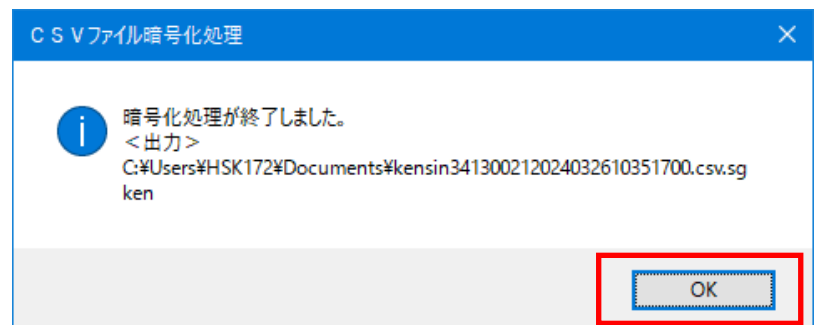 ＣＳＶファイル暗号化処理
暗号化処理が終了しました。
＜出力＞
C:¥Users¥HSK172¥Documents¥kensin341300212024032610351700.csv.sg
ken
OK